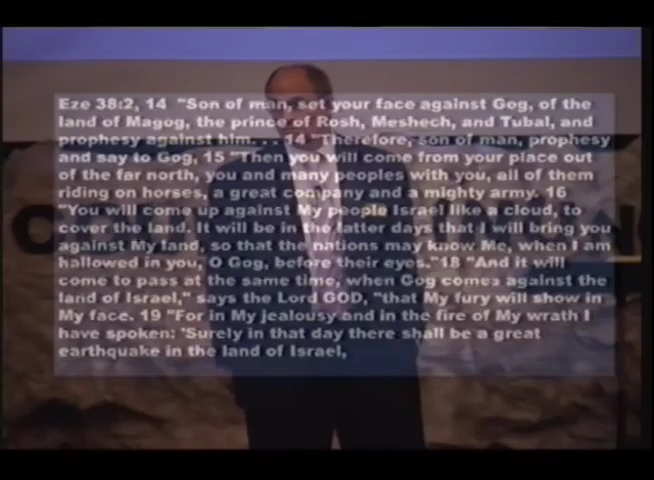 Eze 38:2, 14 "Son of man, set your face against Gog, of the
land of Magog, the prince of Rosh, Meshech, and Tubal, and
prophesy against him. . . 14 "Therefore, son of man, prophesy
and say to Gog, 15 "Then you will come from your place out
of the far north, you and many peoples with you, all of them
riding on horses, a great company and a mighty army. 16
"You will come up against My people Israel like a cloud, to
cover the land. It will be in the latter days that I will bring you
against My land, so that the nations may know Me, when I am
hallowed in you, O Gog, before their eyes."18 "And it will
come to pass at the same time, when Gog comes against the
land of Israel," says the Lord GOD, "that My fury will show in
My face. 19 "For in My jealousy and in the fire of My wrath I
have spoken: 'Surely in that day there shall be a great
earthquake in the land of Israel,